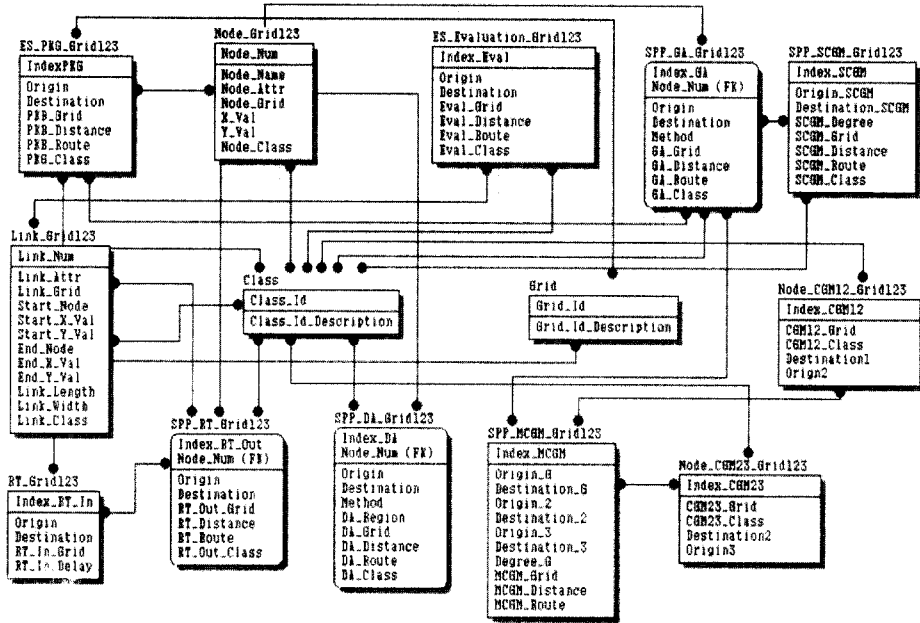 ES_PKG_Grid123
IndexPKG
Origin
Destination
PKB_Grid
PKB_Distance
PKB_Route
PKG_Class
Node_Grid123
Node_Num
Node_Name
Node_Attr
Node_Grid
X_Val
Y_Val
Node_Class
ES_Evaluation_Grid123
Index_Eval
Origin
Destination
Eval_Grid
Eval_Distance
Eval_Route
Eval_Class
SPP_GA_Grid123
Index_GA
Node_Num (FK)
Origin
Destination
Method
GA_Grid
GA_Distance
GA_Route
GA_Class
SPP_SCGM_Grid123
Index_SCGM
Origin_SCGM
Destination_SCGM
SCGM_Degree
SCGM_Grid
SCGM_Distance
SCGM_Route
SCGM_Class
Link_Grid123
Link_Num
Link_Attr
Link_Grid
Start_Node
Start_X_Val
Start_Y_Val
End_Node
End_X_Val
End_Y_Val
Link_Length
Link_Width
Link_Class
Class
Class_Id
Class_Id_Description
Grid
Grid_Id
Grid_Id_Description
Node_CGM12_Grid123
Index_CGM12
CGM12_Grid
CGM12_Class
Destination1
Orign2
RT_Grid123
Index_RT_In
Origin
Destination
RT_In_Grid
RT_In_Delay
SPP_RT_Grid123
Index_RT_Out
Node_Num (FK)
Origin
Destination
RT_Out_Grid
RT_Distance
RT_Route
RT_Out_Class
SPP_DA_Grid123
Index_DA
Node_Num (FK)
Origin
Destination
Method
DA_Region
DA_Grid
DA_Distance
DA_Route
DA_Class
SPP_MCGM_Grid123
Index_MCGM
Origin_G
Destination_G
Origin_2
Destination_2
Origin_3
Destination_3
Degree_G
MCGM_Grid
MCGM_Distance
MCGM_Route
Node_CGM23_Grid123
Index_CGM23
CGM23_Grid
CGM23_Class
Destination2
Origin3